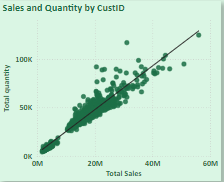 Sales and Quantity by CustID
Total quantity
100K
50K
0K
0M
20M
40M
60M
Total Sales